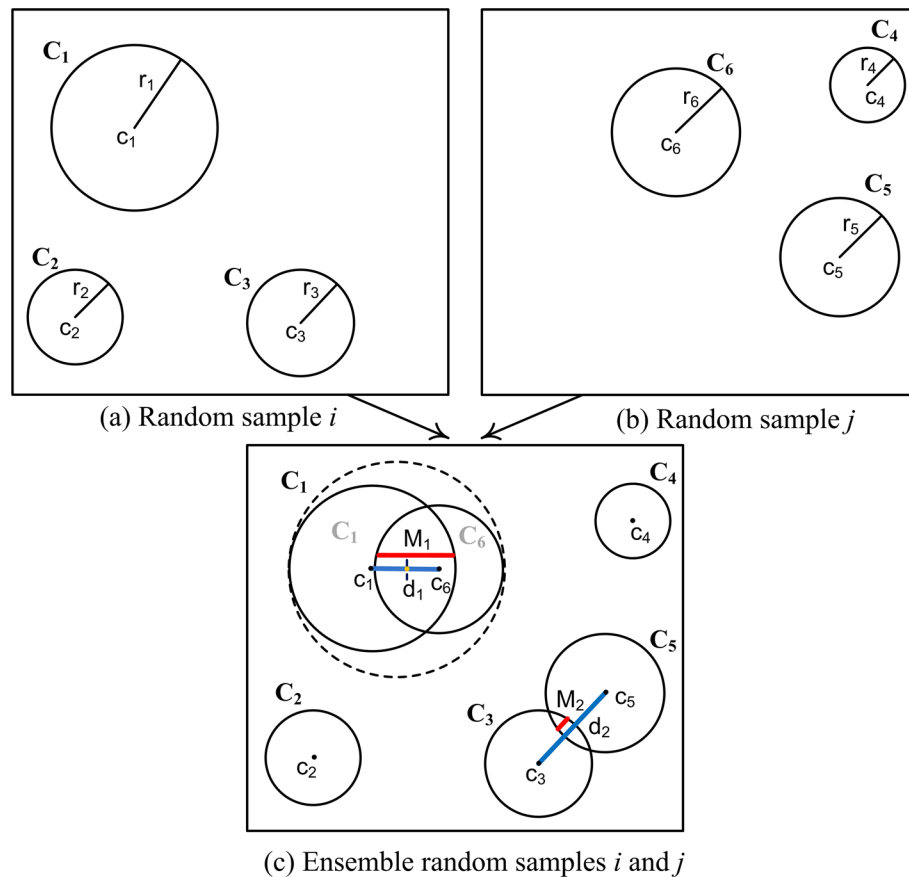 C₁
r₁
c₁
C₂
r₂
c₂
C₃
r₃
c₃
(a) Random sample i
C₄
r₄
c₄
C₆
r₆
c₆
C₅
r₅
c₅
(b) Random sample j
C₁
C₁
C₆
M₁
c₁
d₁
c₆
C₄
c₄
C₂
c₂
C₃
c₃
M₂
d₂
C₅
c₅
(c) Ensemble random samples i and j